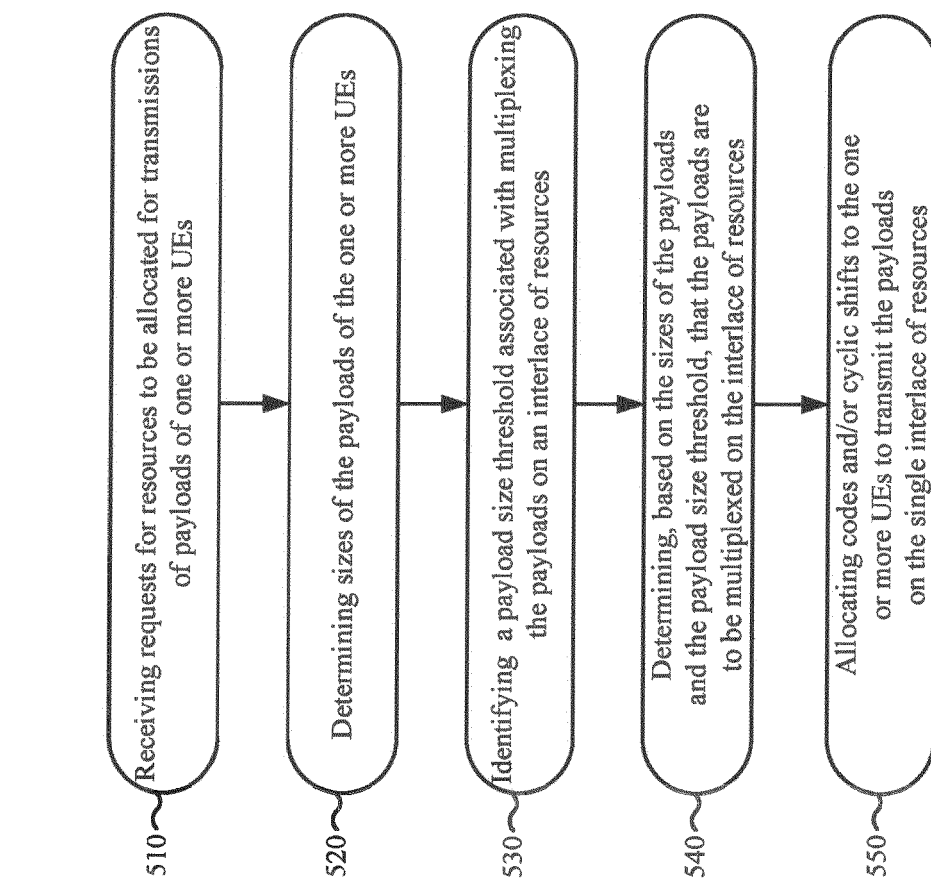 510
Receiving requests for resources to be allocated for transmissions
of payloads of one or more UEs
520
Determining sizes of the payloads of the one or more UEs
530
Identifying a payload size threshold associated with multiplexing
the payloads on an interlace of resources
540
Determining, based on the sizes of the payloads
and the payload size threshold, that the payloads are
to be multiplexed on the interlace of resources
550
Allocating codes and/or cyclic shifts to the one
or more UEs to transmit the payloads
on the single interlace of resources